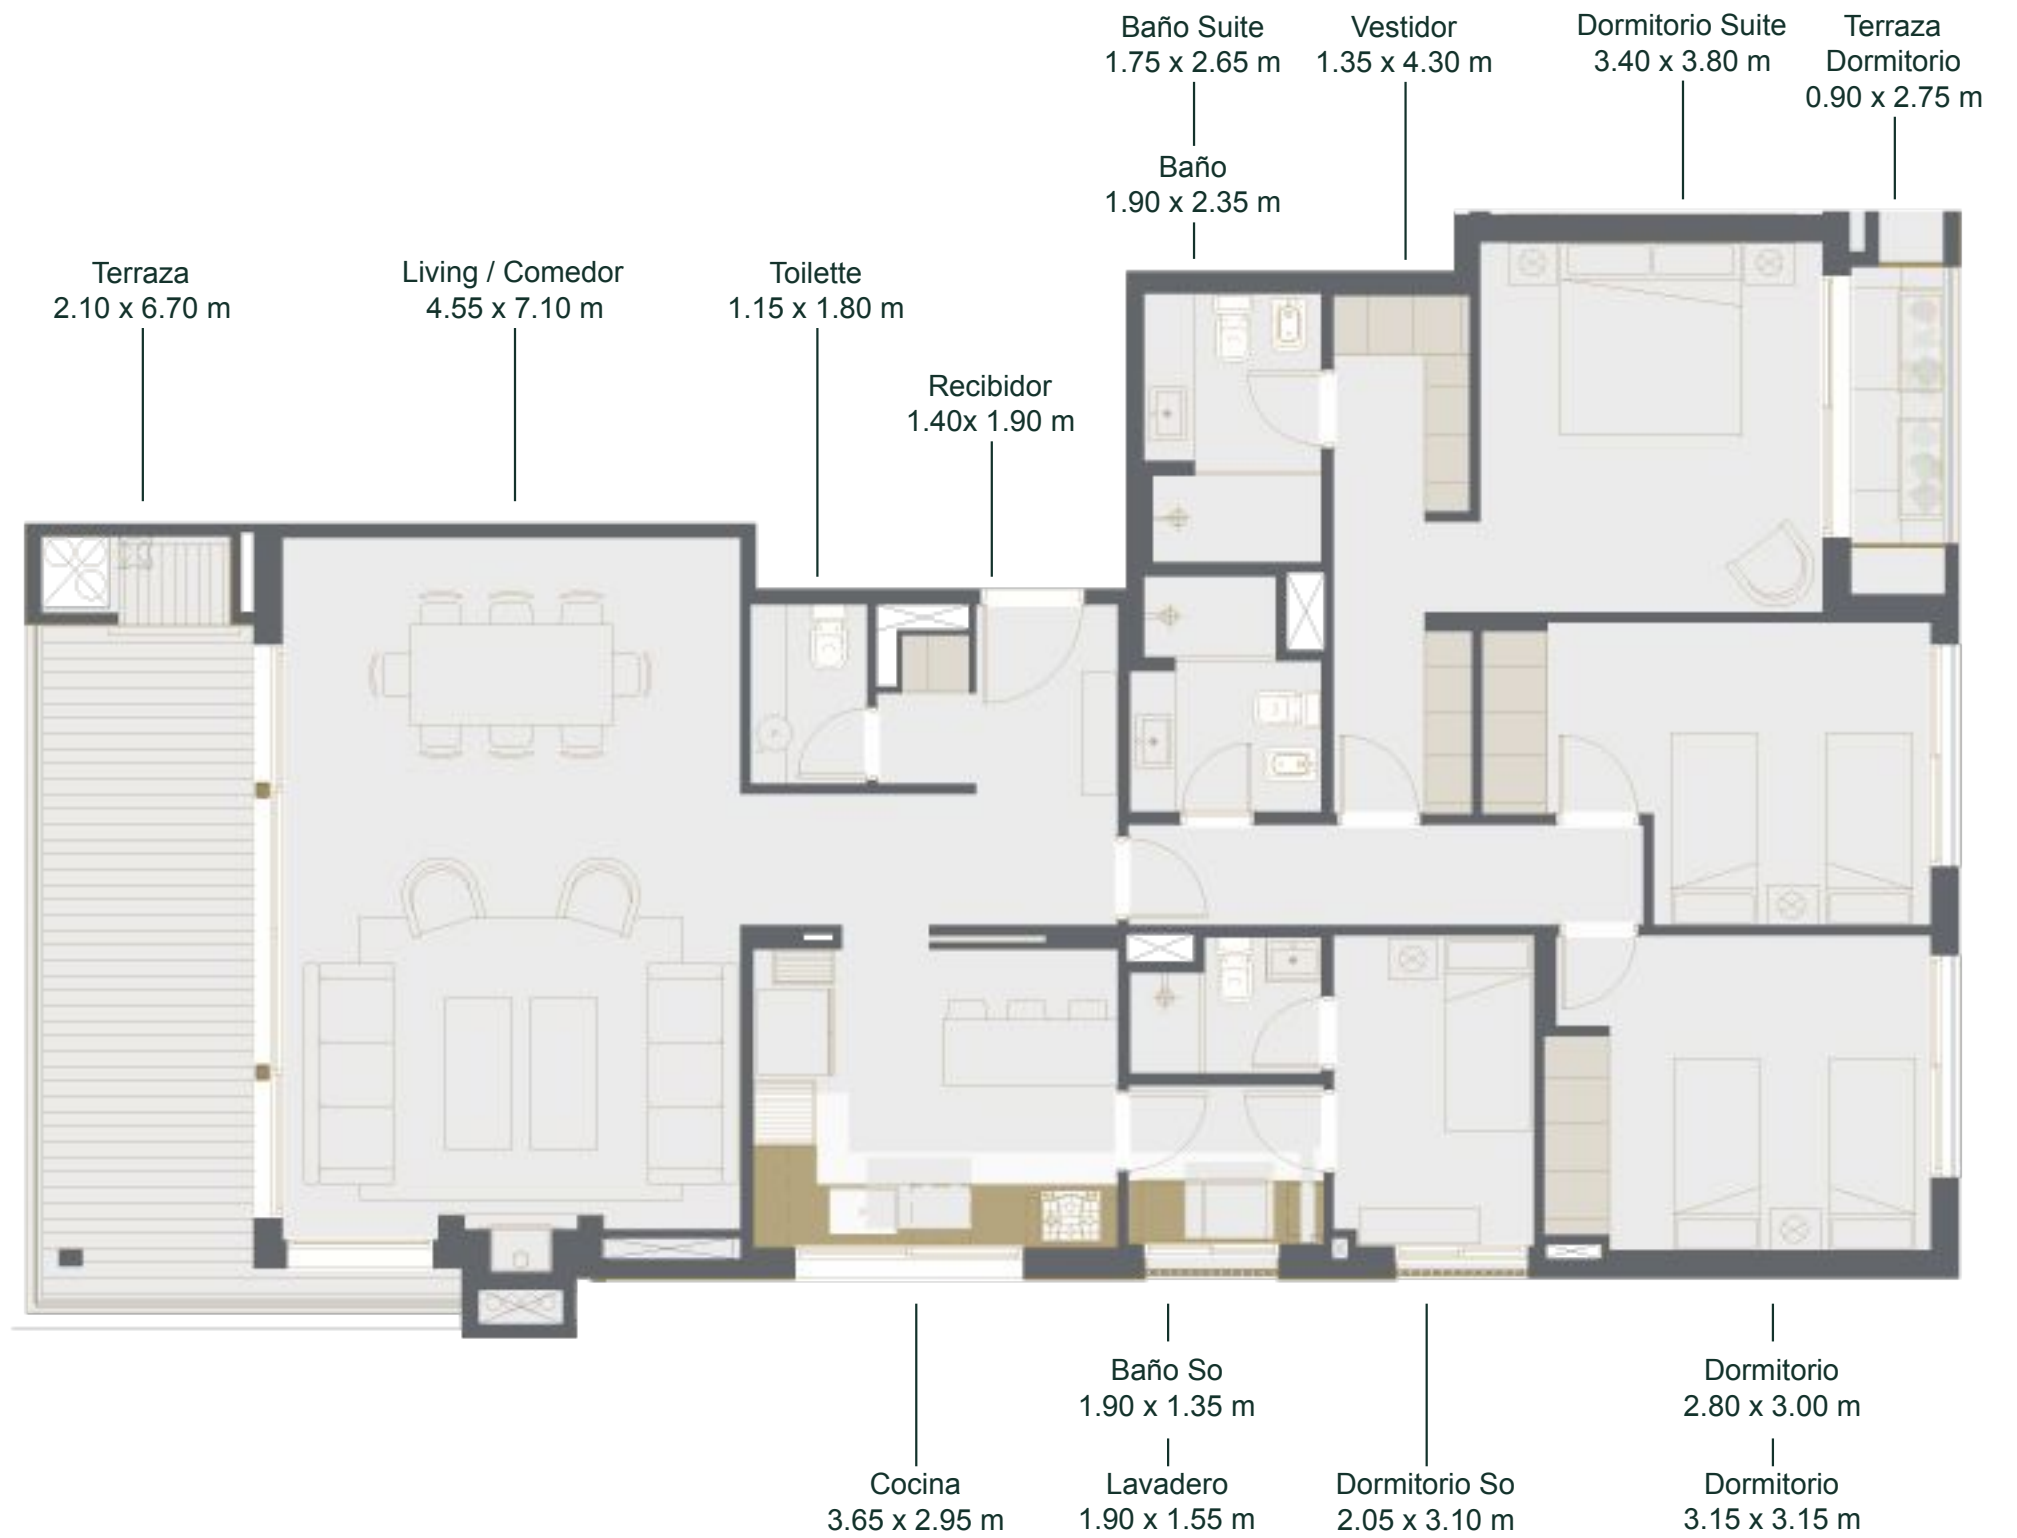 Baño Suite
1.75 x 2.65 m
Vestidor
1.35 x 4.30 m
Dormitorio Suite
3.40 x 3.80 m
Terraza
Dormitorio
0.90 x 2.75 m
Baño
1.90 x 2.35 m
Terraza
2.10 x 6.70 m
Living / Comedor
4.55 x 7.10 m
Toilette
1.15 x 1.80 m
Recibidor
1.40x 1.90 m
Baño So
1.90 x 1.35 m
Dormitorio
2.80 x 3.00 m
Cocina
3.65 x 2.95 m
Lavadero
1.90 x 1.55 m
Dormitorio So
2.05 x 3.10 m
Dormitorio
3.15 x 3.15 m